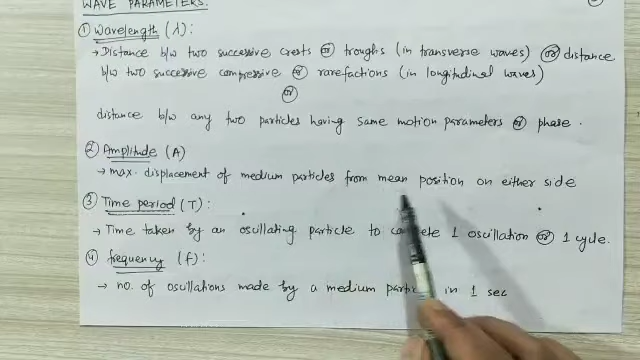 WAVE PARAMETERS:
① Wavelength (λ):
→ Distance b/w two successive crests or troughs (in transverse waves) or distance
b/w two successive compressive or rarefactions (in longitudinal waves)
or
distance b/w any two particles having same motion parameters or phase.
② Amplitude (A)
→ max. displacement of medium particles from mean position on either side
③ Time period (T):
→ Time taken by an oscillating particle to 1 oscillation or 1 cycle.
④ frequency (f):
→ no. of oscillations made by a medium in 1 sec